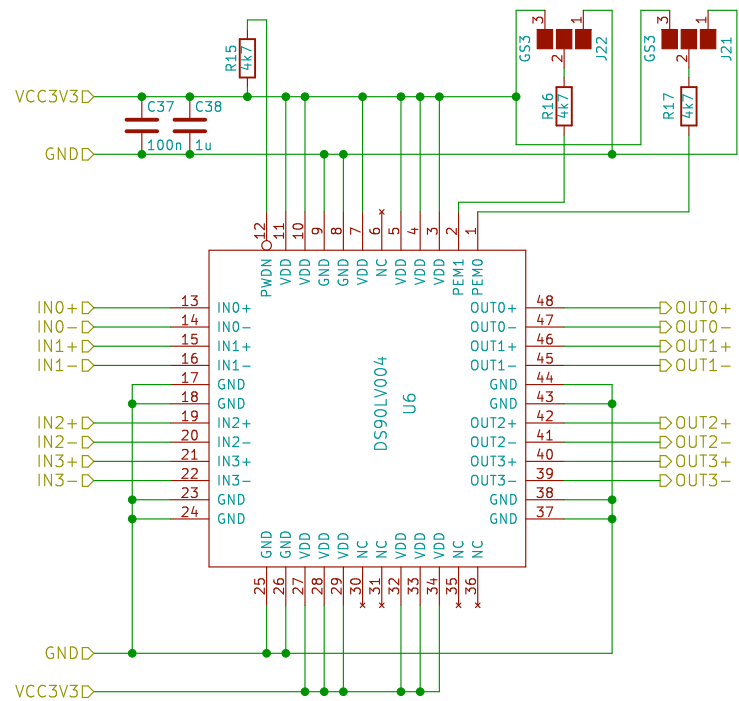 3 1 3 1
GS3 2 J22 GS3 2 J21
R15 4k7
R16 4k7
R17 4k7
VCC3V3
C37 C38
100n 1u
GND
12 11 10 9 8 7 6 5 4 3 2 1
PWDN VDD VDD GND GND VDD NC VDD VDD VDD PEM1 PEM0
IN0+ 13 IN0+ OUT0+ 48 OUT0+
IN0- 14 IN0- OUT0- 47 OUT0-
IN1+ 15 IN1+ OUT1+ 46 OUT1+
IN1- 16 IN1- OUT1- 45 OUT1-
17 GND GND 44
18 GND GND 43
IN2+ 19 IN2+ OUT2+ 42 OUT2+
IN2- 20 IN2- OUT2- 41 OUT2-
IN3+ 21 IN3+ OUT3+ 40 OUT3+
IN3- 22 IN3- OUT3- 39 OUT3-
23 GND GND 38
24 GND GND 37
DS90LV004
U6
GND GND VDD VDD VDD NC NC VDD VDD VDD NC NC
25 26 27 28 29 30 31 32 33 34 35 36
GND
VCC3V3